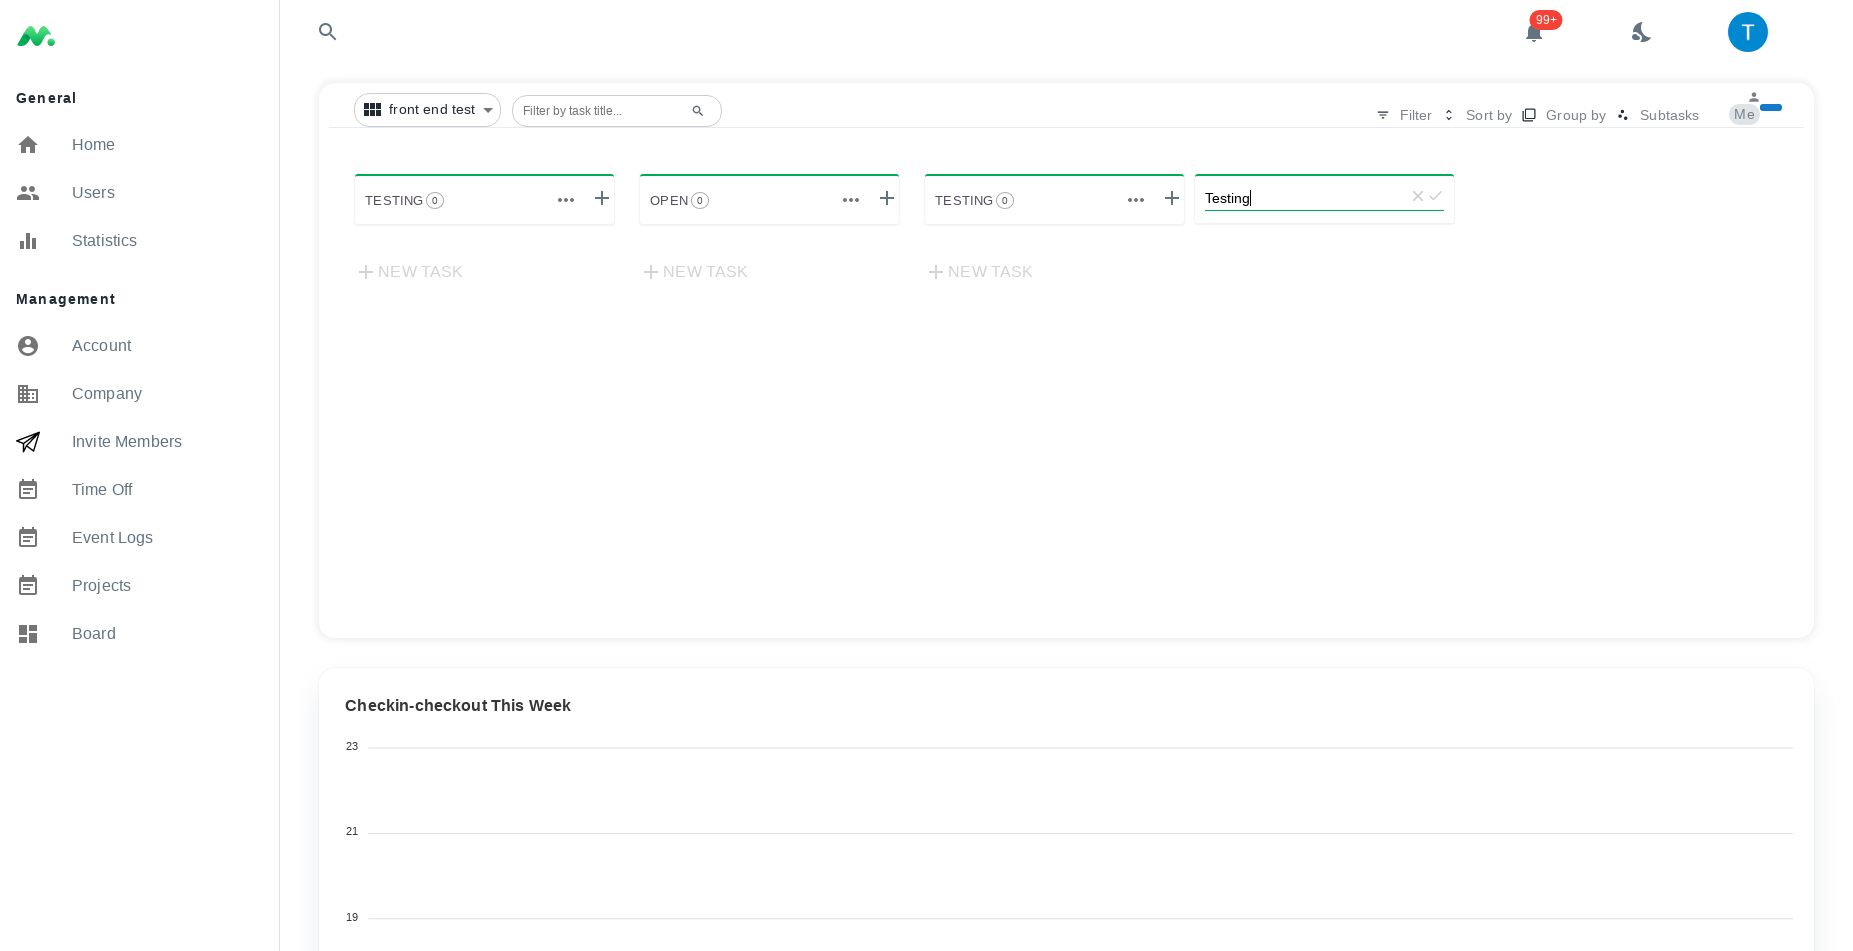 General
Home
Users
Statistics
Management
Account
Company
Invite Members
Time Off
Event Logs
Projects
Board
99+
T
front end test
Filter by task title...
Filter
Sort by
Group by
Subtasks
Me
TESTING 0
OPEN 0
TESTING 0
Testing
NEW TASK
NEW TASK
NEW TASK
Checkin-checkout This Week
23
21
19